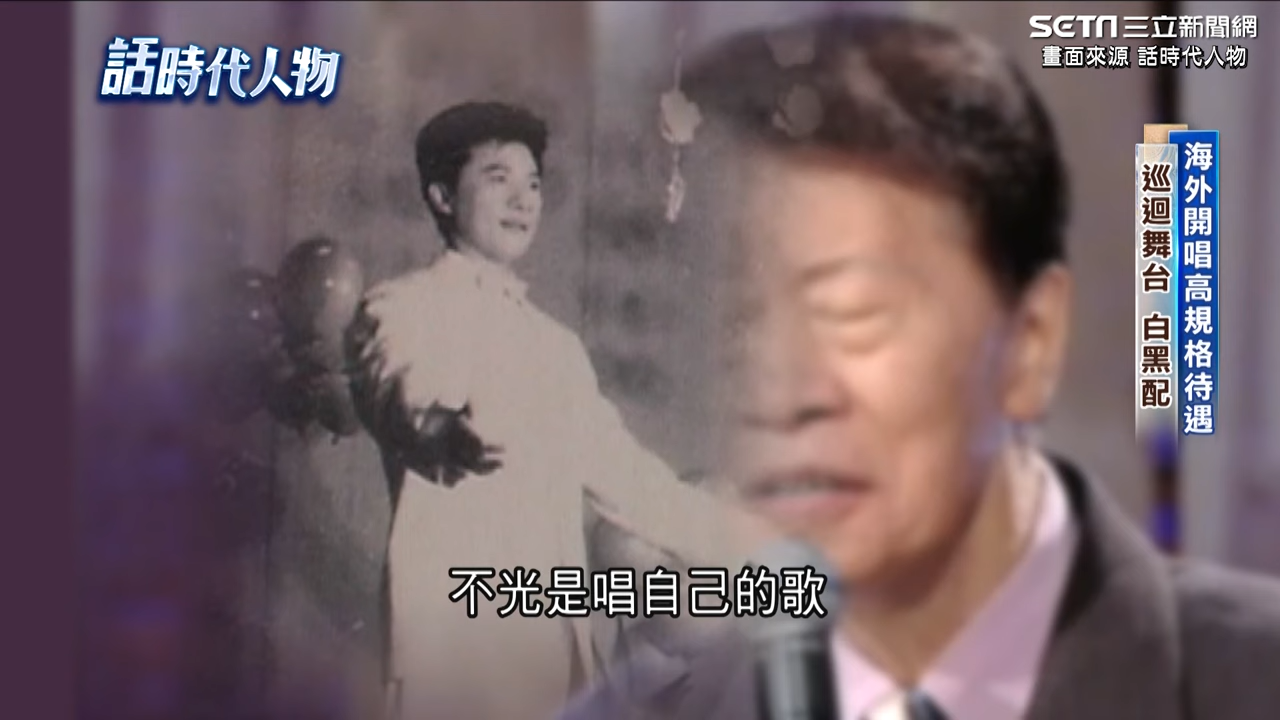 話時代人物
SETN三立新聞網
畫面來源 話時代人物
海外開唱高規格待遇
巡迴舞台 白黑配
不光是唱自己的歌